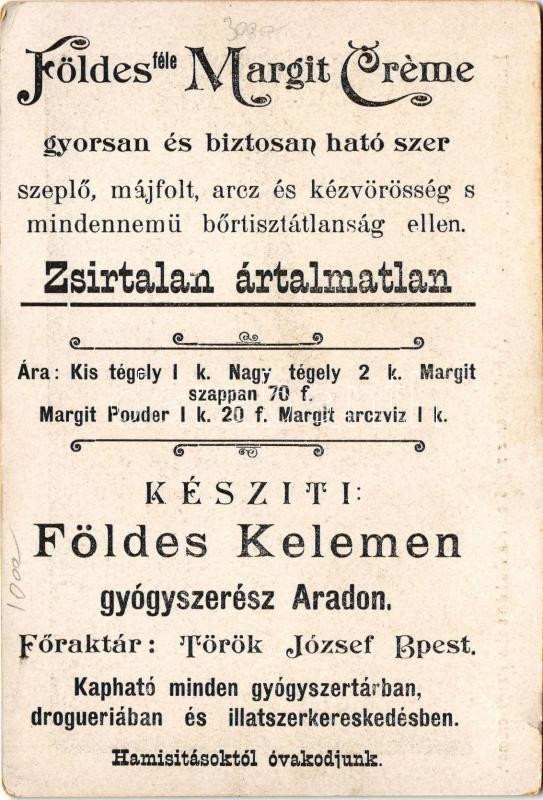 Földes féle Margit Crème
gyorsan és biztosan ható szer
szeplő, májfolt, arcz és kézvörösség s
mindennemü bőrtisztátlanság ellen.
Zsirtalan ártalmatlan
Ára: Kis tégely 1 k. Nagy tégely 2 k. Margit
szappan 70 f.
Margit Pouder 1 k. 20 f. Margit arczviz 1 k.
KÉSZITI:
Földes Kelemen
gyógyszerész Aradon.
Főraktár: Török József Bpest.
Kapható minden gyógyszertárban,
drogueriában és illatszerkereskedésben.
Hamisitásoktól óvakodjunk.